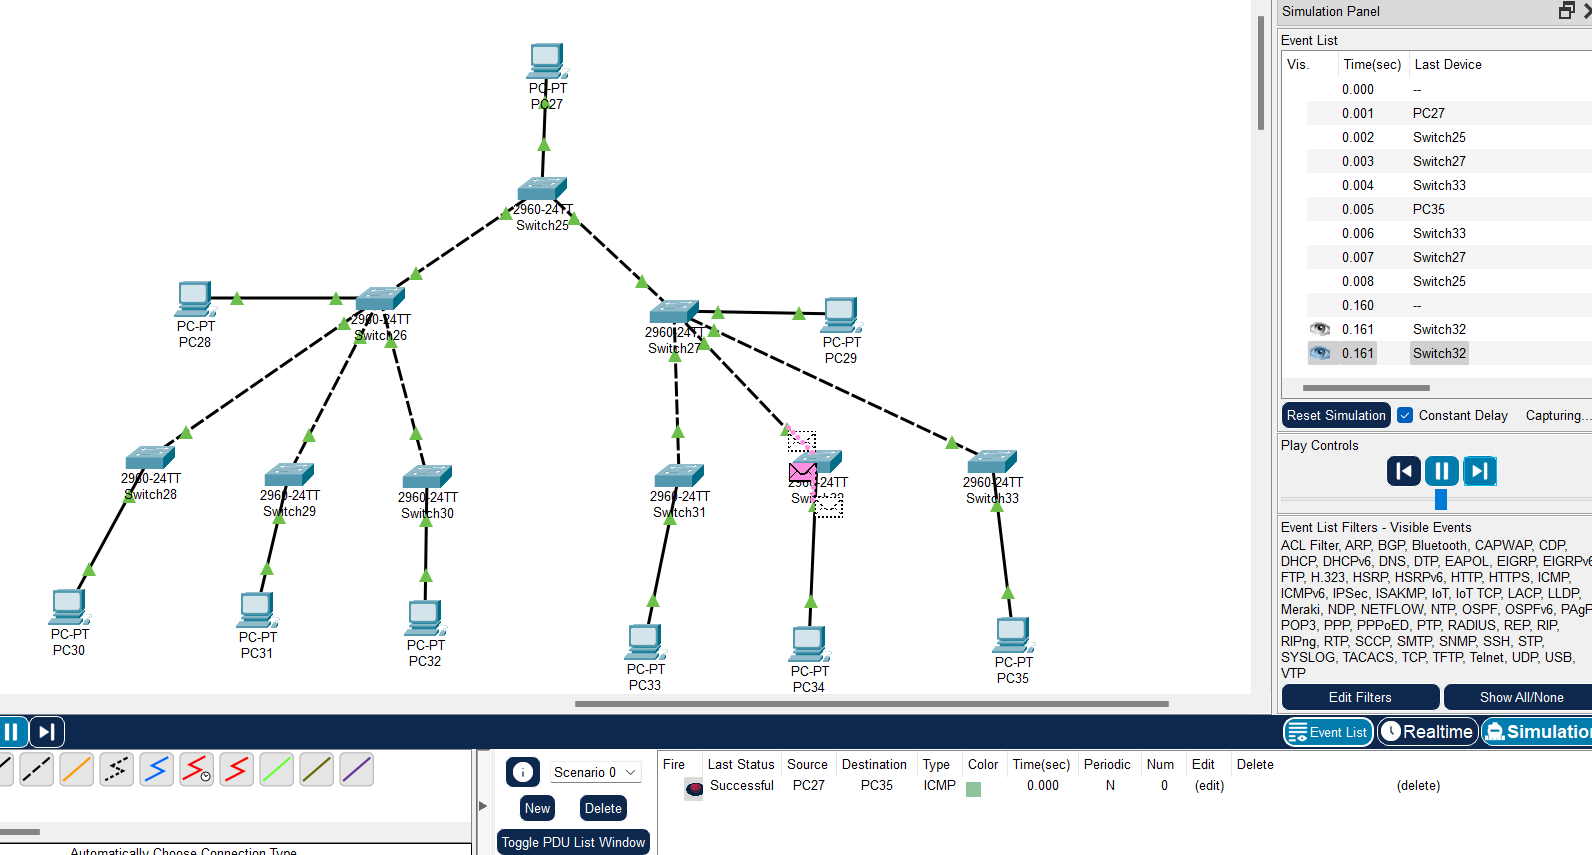 PC-PT
PC27
2960-24TT
Switch25
PC-PT
PC28
2960-24TT
Switch26
2960-24TT
Switch27
PC-PT
PC29
2960-24TT
Switch28
2960-24TT
Switch29
2960-24TT
Switch30
2960-24TT
Switch31
2960-24TT
2960-24TT
Switch33
PC-PT
PC30
PC-PT
PC31
PC-PT
PC32
PC-PT
PC33
PC-PT
PC34
PC-PT
PC35
Simulation Panel
Event List
Vis. Time(sec) Last Device
0.000 --
0.001 PC27
0.002 Switch25
0.003 Switch27
0.004 Switch33
0.005 PC35
0.006 Switch33
0.007 Switch27
0.008 Switch25
0.160 --
0.161 Switch32
0.161 Switch32
Reset Simulation Constant Delay Capturing...
Play Controls
Event List Filters - Visible Events
ACL Filter, ARP, BGP, Bluetooth, CAPWAP, CDP,
DHCP, DHCPv6, DNS, DTP, EAPOL, EIGRP, EIGRPv6
FTP, H.323, HSRP, HSRPv6, HTTP, HTTPS, ICMP,
ICMPv6, IPSec, ISAKMP, IoT, IoT TCP, LACP, LLDP,
Meraki, NDP, NETFLOW, NTP, OSPF, OSPFv6, PAgP
POP3, PPP, PPPoED, PTP, RADIUS, REP, RIP,
RIPng, RTP, SCCP, SMTP, SNMP, SSH, STP,
SYSLOG, TACACS, TCP, TFTP, Telnet, UDP, USB,
VTP
Edit Filters Show All/None
Event List Realtime Simulation
Scenario 0
New Delete
Toggle PDU List Window
Fire Last Status Source Destination Type Color Time(sec) Periodic Num Edit Delete
Successful PC27 PC35 ICMP 0.000 N 0 (edit) (delete)
Automatically Choose Connection Type